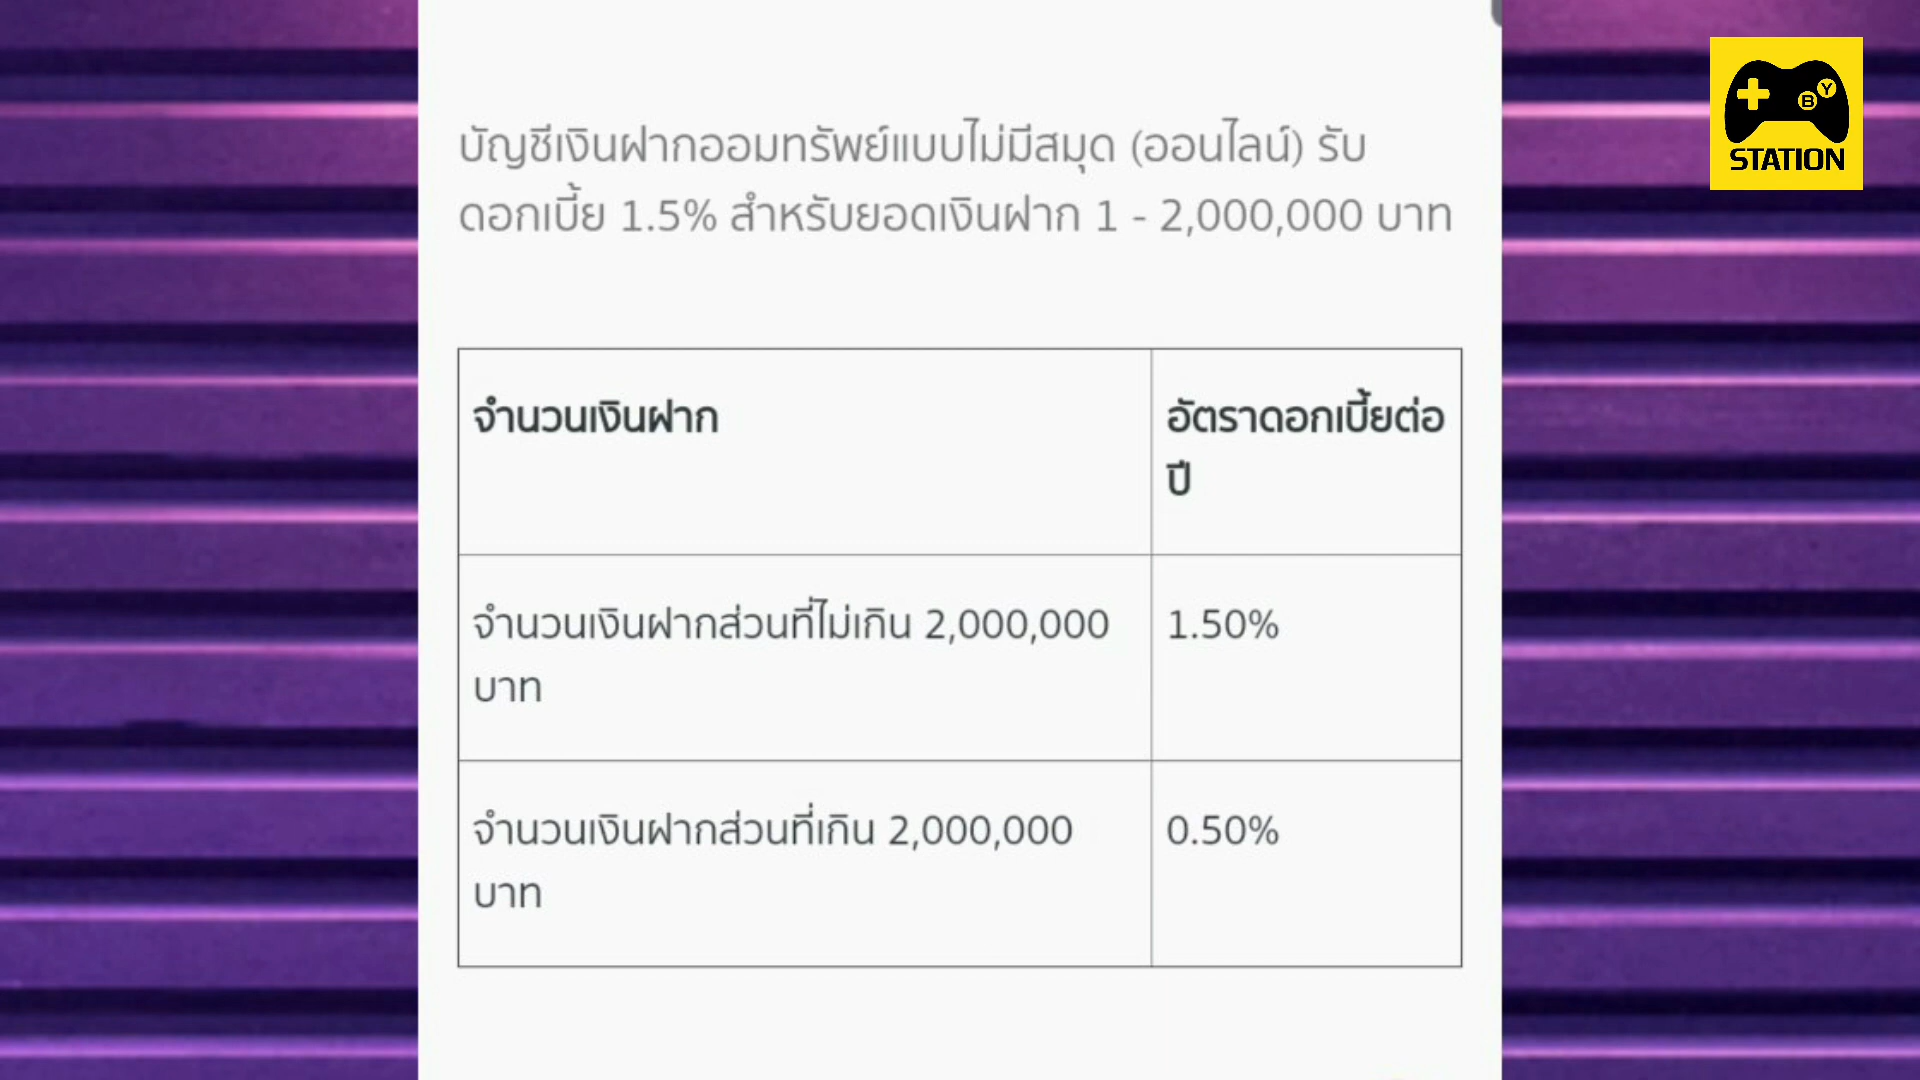 บัญชีเงินฝากออมทรัพย์แบบไม่มีสมุด (ออนไลน์) รับ
ดอกเบี้ย 1.5% สำหรับยอดเงินฝาก 1 - 2,000,000 บาท
จำนวนเงินฝาก
อัตราดอกเบี้ยต่อ
ปี
จำนวนเงินฝากส่วนที่ไม่เกิน 2,000,000
บาท
1.50%
จำนวนเงินฝากส่วนที่เกิน 2,000,000
บาท
0.50%
B Y
STATION